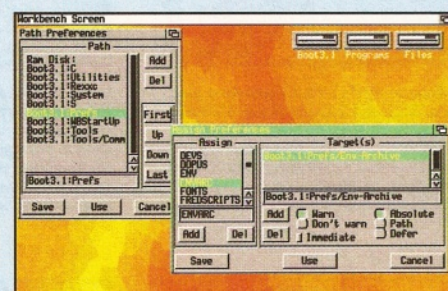 Workbench Screen
Path Preferences
Path
Ram Disk:
Boot3.1:C
Boot3.1:Utilities
Boot3.1:Rexxc
Boot3.1:System
Boot3.1:S
Boot3.1:Prefs
Boot3.1:WBStartUp
Boot3.1:Tools
Boot3.1:Tools/Comm
Boot3.1:Prefs
Add
Del
First
Up
Down
Last
Save
Use
Cancel
Boot3.1
Programs
Files
Assign Preferences
Assign
DEVS
DOPUS
ENV
ENVARC
FONTS
FREDSCRIPTS
ENVARC
Add
Del
Target(s)
Boot3.1:Prefs/Env-Archive
Boot3.1:Prefs/Env-Archive
Add
Del
Warn
Don't warn
Immediate
Absolute
Path
Defer
Save
Use
Cancel